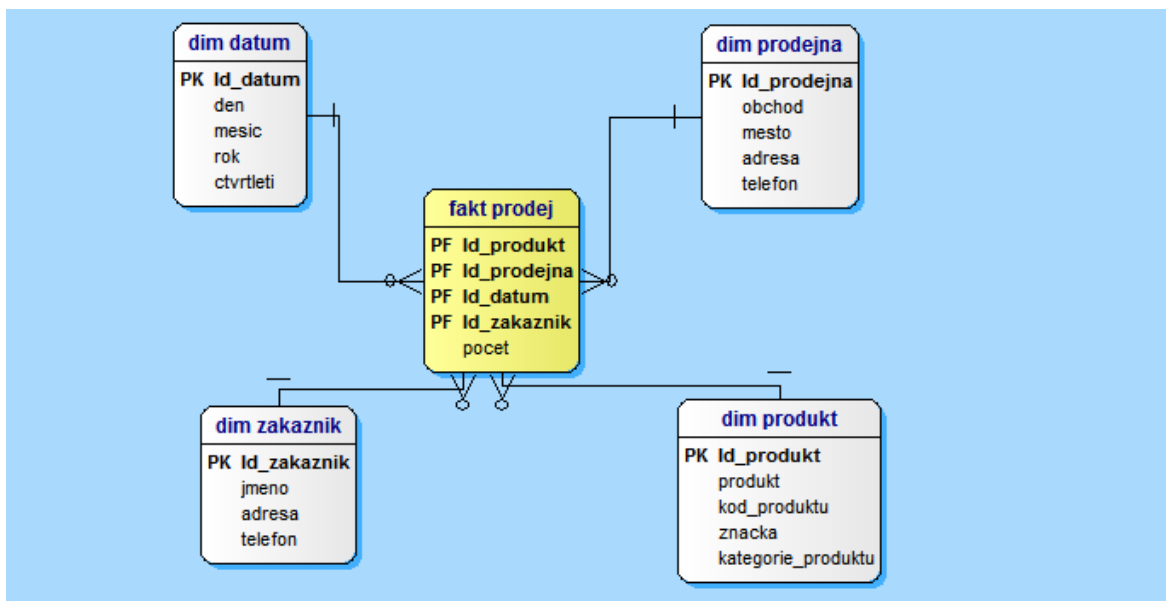 dim datum
PK Id_datum
den
mesic
rok
ctvrtleti
dim prodejna
PK Id_prodejna
obchod
mesto
adresa
telefon
fakt prodej
PF Id_produkt
PF Id_prodejna
PF Id_datum
PF Id_zakaznik
pocet
dim zakaznik
PK Id_zakaznik
jmeno
adresa
telefon
dim produkt
PK Id_produkt
produkt
kod_produktu
znacka
kategorie_produktu